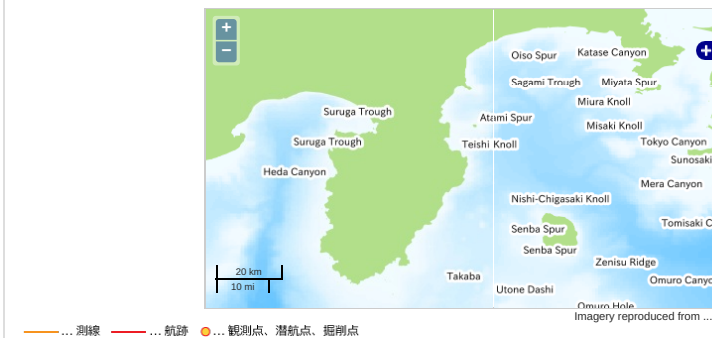 +
−
Oiso Spur
Katase Canyon
Sagami Trough
Miyata Spur
Miura Knoll
Suruga Trough
Atami Spur
Misaki Knoll
Suruga Trough
Teishi Knoll
Tokyo Canyon
Sunosaki
Heda Canyon
Mera Canyon
Nishi-Chigasaki Knoll
Tomisaki C
Senba Spur
Senba Spur
Zenisu Ridge
20 km
Takaba
Omuro Canyo
10 mi
Utone Dashi
Omuro Hole
Imagery reproduced from ...
... 測線 ... 航跡 ... 観測点、潜航点、掘削点